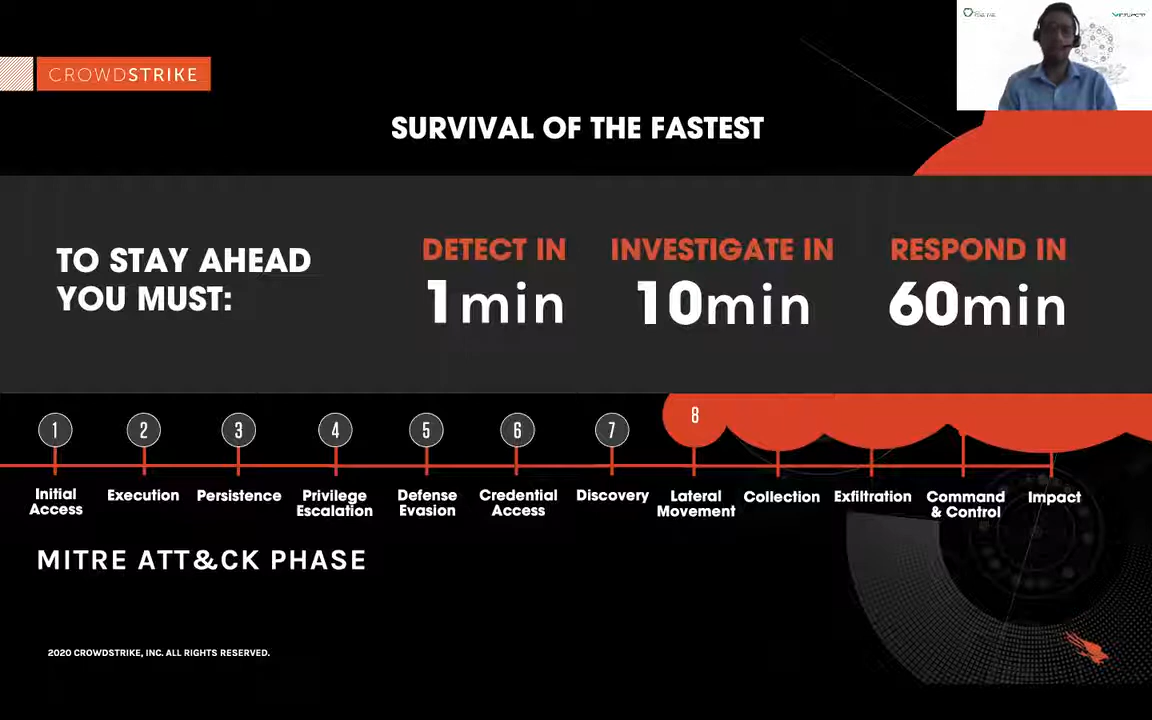 CROWDSTRIKE
SURVIVAL OF THE FASTEST
TO STAY AHEAD
YOU MUST:
DETECT IN
1min
INVESTIGATE IN
10min
RESPOND IN
60min
1
2
3
4
5
6
7
8
Initial
Access
Execution
Persistence
Privilege
Escalation
Defense
Evasion
Credential
Access
Discovery
Lateral
Movement
Collection
Exfiltration
Command
& Control
Impact
MITRE ATT&CK PHASE
2020 CROWDSTRIKE, INC. ALL RIGHTS RESERVED.